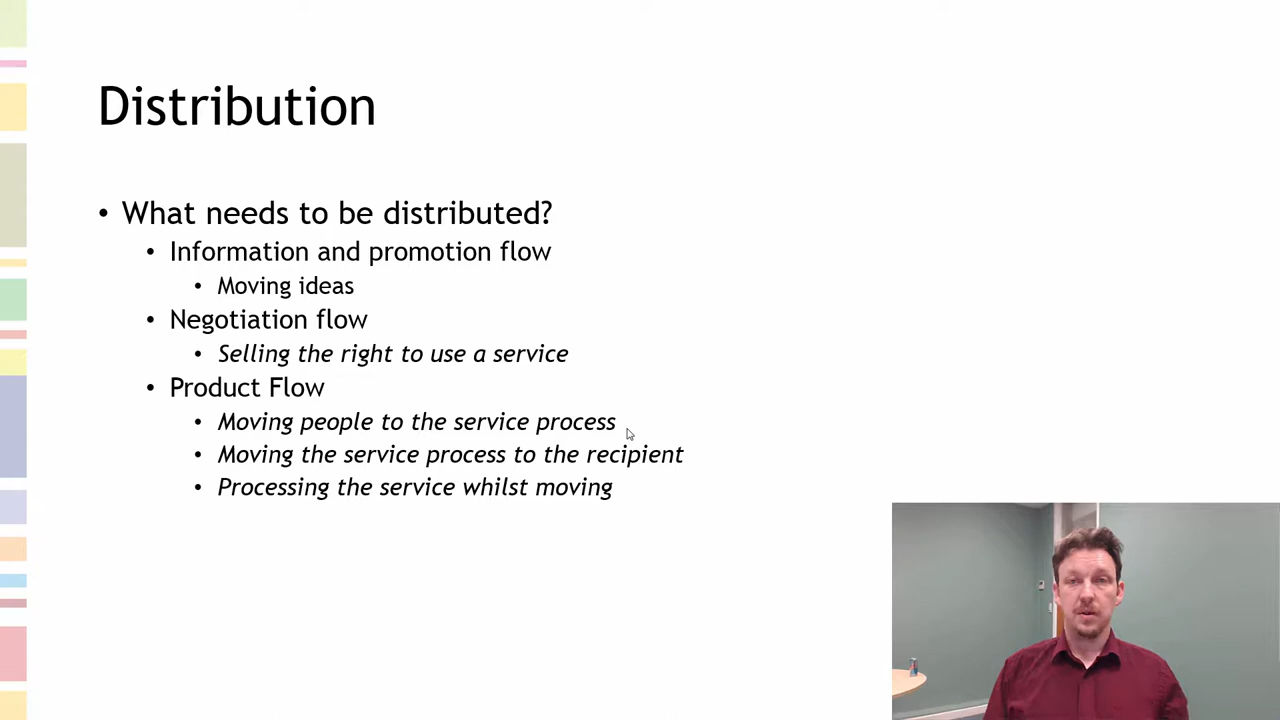 Distribution
• What needs to be distributed?
• Information and promotion flow
• Moving ideas
• Negotiation flow
• Selling the right to use a service
• Product Flow
• Moving people to the service process
• Moving the service process to the recipient
• Processing the service whilst moving